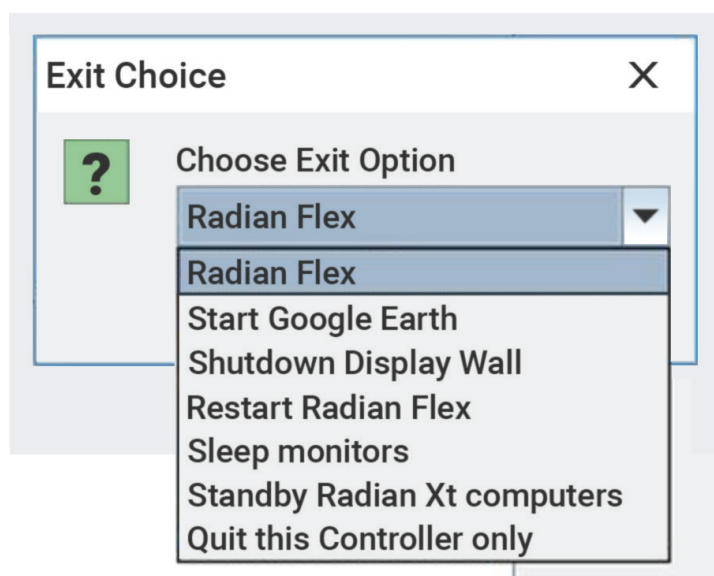 Exit Choice
X
?
Choose Exit Option
Radian Flex
Radian Flex
Start Google Earth
Shutdown Display Wall
Restart Radian Flex
Sleep monitors
Standby Radian Xt computers
Quit this Controller only